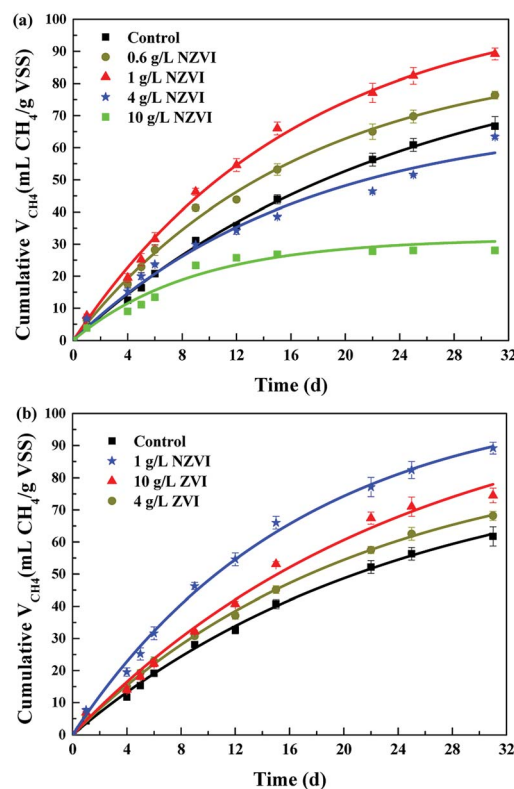 (a)
Control
0.6 g/L NZVI
1 g/L NZVI
4 g/L NZVI
10 g/L NZVI
100
90
80
70
60
50
40
30
20
10
0
Cumulative V_CH4(mL CH4/g VSS)
0 4 8 12 16 20 24 28 32
Time (d)
(b)
Control
1 g/L NZVI
10 g/L ZVI
4 g/L ZVI
100
90
80
70
60
50
40
30
20
10
0
Cumulative V_CH4(mL CH4/g VSS)
0 4 8 12 16 20 24 28 32
Time (d)